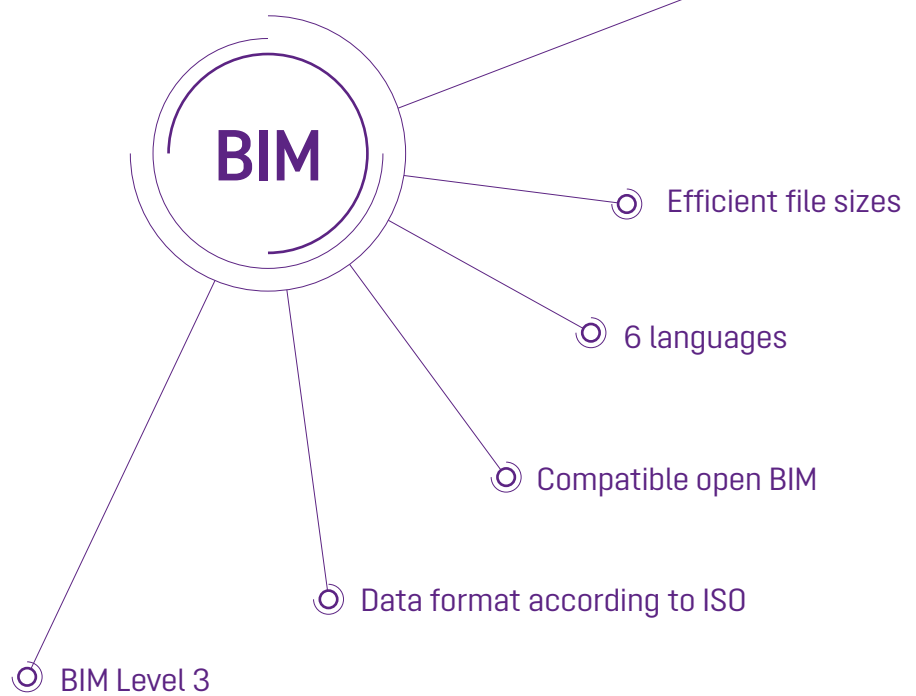 BIM
Efficient file sizes
6 languages
Compatible open BIM
Data format according to ISO
BIM Level 3